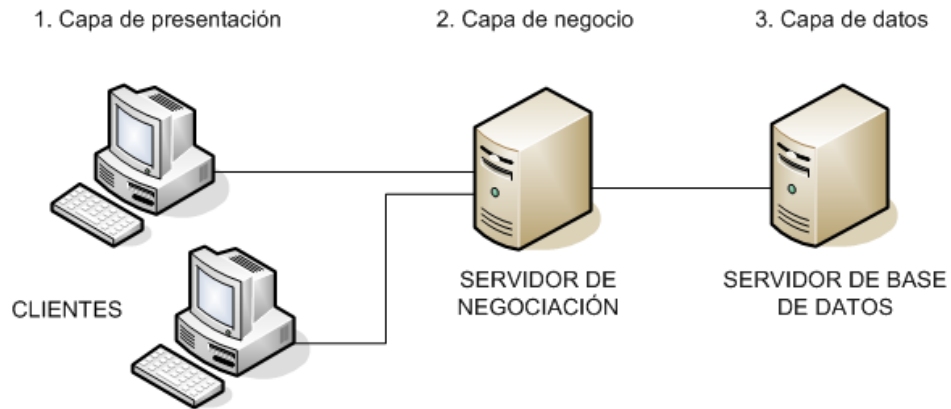 1. Capa de presentación
2. Capa de negocio
3. Capa de datos
CLIENTES
SERVIDOR DE
NEGOCIACIÓN
SERVIDOR DE BASE
DE DATOS